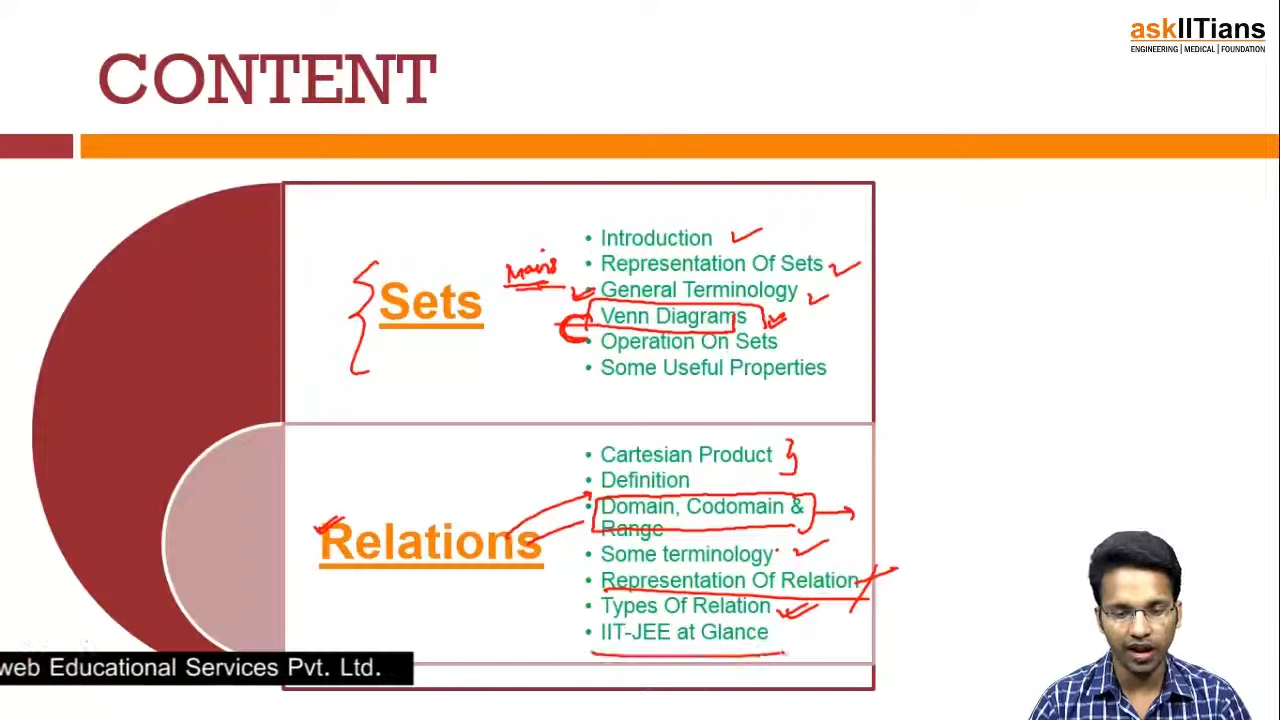 askIITians
ENGINEERING | MEDICAL | FOUNDATION
CONTENT
Sets
Mains
• Introduction
• Representation Of Sets
• General Terminology
• Venn Diagrams
• Operation On Sets
• Some Useful Properties
Relations
• Cartesian Product
• Definition
• Domain, Codomain &
Range
• Some terminology
• Representation Of Relation
• Types Of Relation
• IIT-JEE at Glance
web Educational Services Pvt. Ltd.